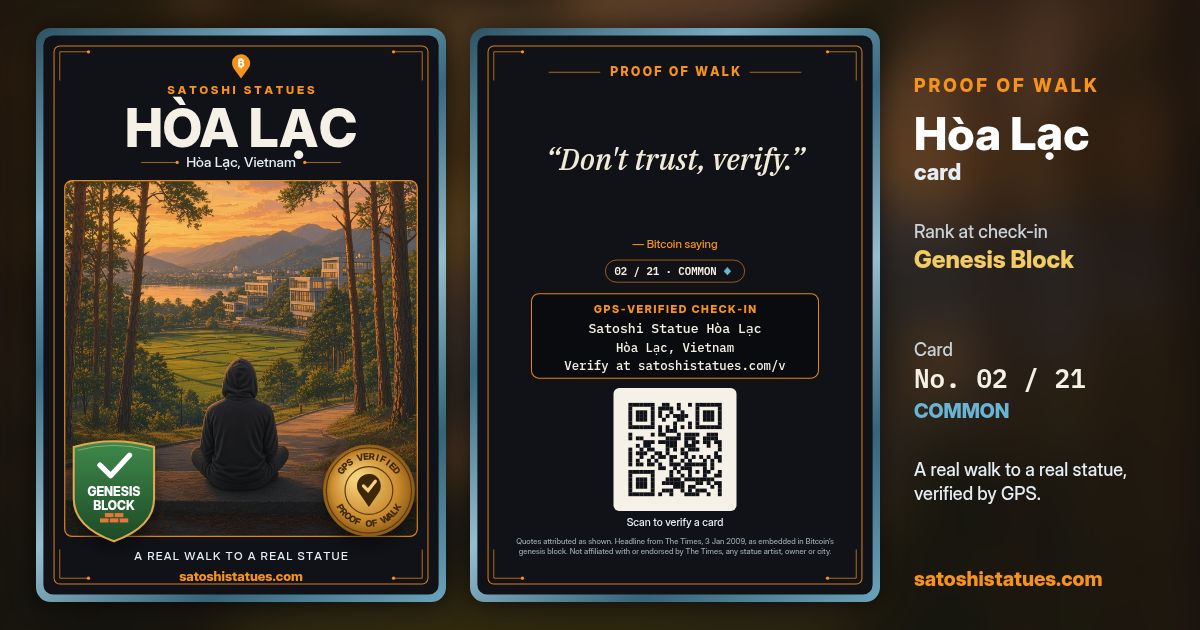 SATOSHI STATUES
HÒA LẠC
Hòa Lạc, Vietnam
GENESIS
BLOCK
GPS VERIFIED
PROOF OF WALK
A REAL WALK TO A REAL STATUE
satoshistatues.com
PROOF OF WALK
“Don't trust, verify.”
— Bitcoin saying
02 / 21 · COMMON
GPS-VERIFIED CHECK-IN
Satoshi Statue Hòa Lạc
Hòa Lạc, Vietnam
Verify at satoshistatues.com/v
Scan to verify a card
Quotes attributed as shown. Headline from The Times, 3 Jan 2009, as embedded in Bitcoin's
genesis block. Not affiliated with or endorsed by The Times, any statue artist, owner or city.
PROOF OF WALK
Hòa Lạc
card
Rank at check-in
Genesis Block
Card
No. 02 / 21
COMMON
A real walk to a real statue,
verified by GPS.
satoshistatues.com